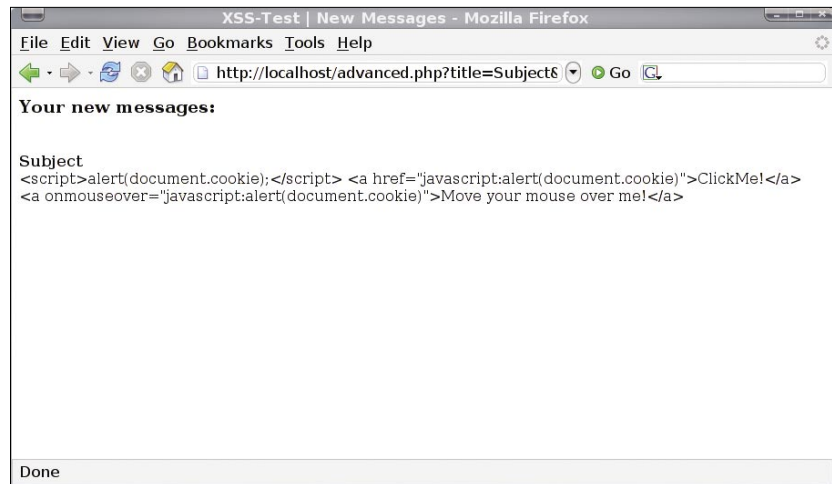 XSS-Test | New Messages - Mozilla Firefox
File Edit View Go Bookmarks Tools Help
http://localhost/advanced.php?title=Subject& Go G
Your new messages:
Subject
<script>alert(document.cookie);</script> <a href="javascript:alert(document.cookie)">ClickMe!</a>
<a onmouseover="javascript:alert(document.cookie)">Move your mouse over me!</a>
Done